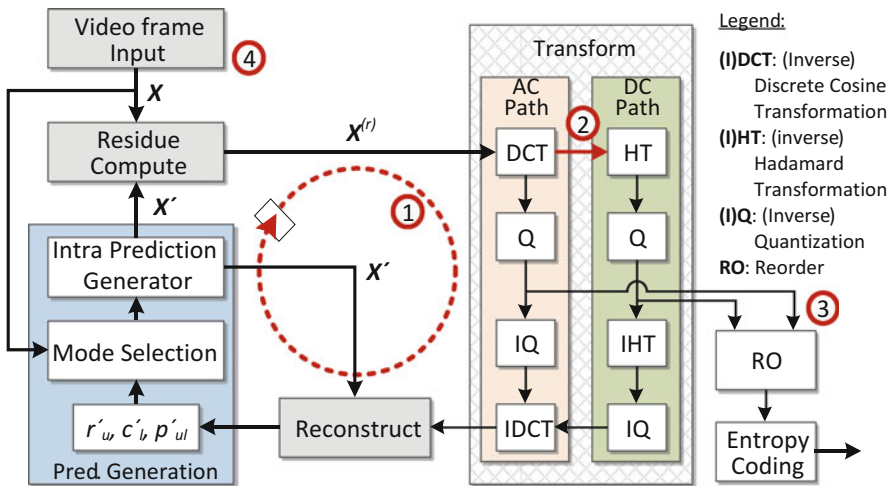 Video frame
Input
4
X
Residue
Compute
X(r)
X′
Intra Prediction
Generator
X′
1
Mode Selection
r′u, c′l, p′ul
Pred. Generation
Reconstruct
Transform
AC
Path
DC
Path
2
DCT
HT
Q
Q
IQ
IHT
IDCT
IQ
3
RO
Entropy
Coding
Legend:
(I)DCT: (Inverse)
Discrete Cosine
Transformation
(I)HT: (inverse)
Hadamard
Transformation
(I)Q: (Inverse)
Quantization
RO: Reorder